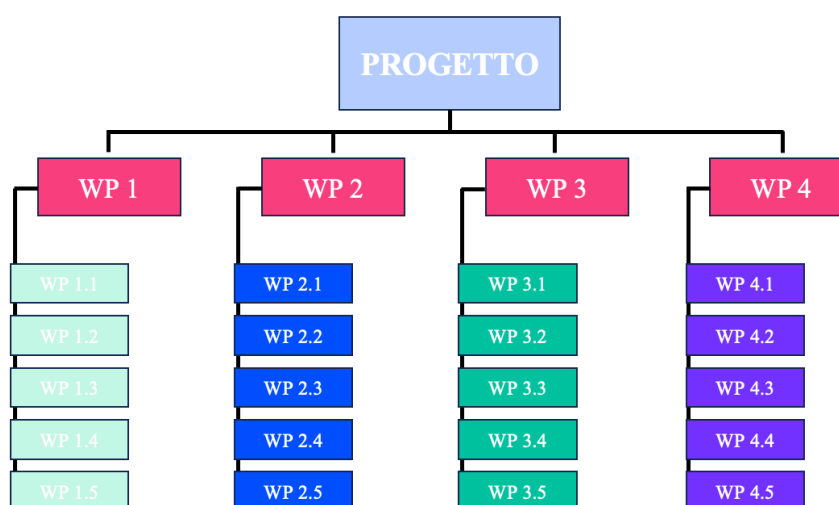 PROGETTO
WP 1
WP 2
WP 3
WP 4
WP 1.1
WP 2.1
WP 3.1
WP 4.1
WP 1.2
WP 2.2
WP 3.2
WP 4.2
WP 1.3
WP 2.3
WP 3.3
WP 4.3
WP 1.4
WP 2.4
WP 3.4
WP 4.4
WP 1.5
WP 2.5
WP 3.5
WP 4.5